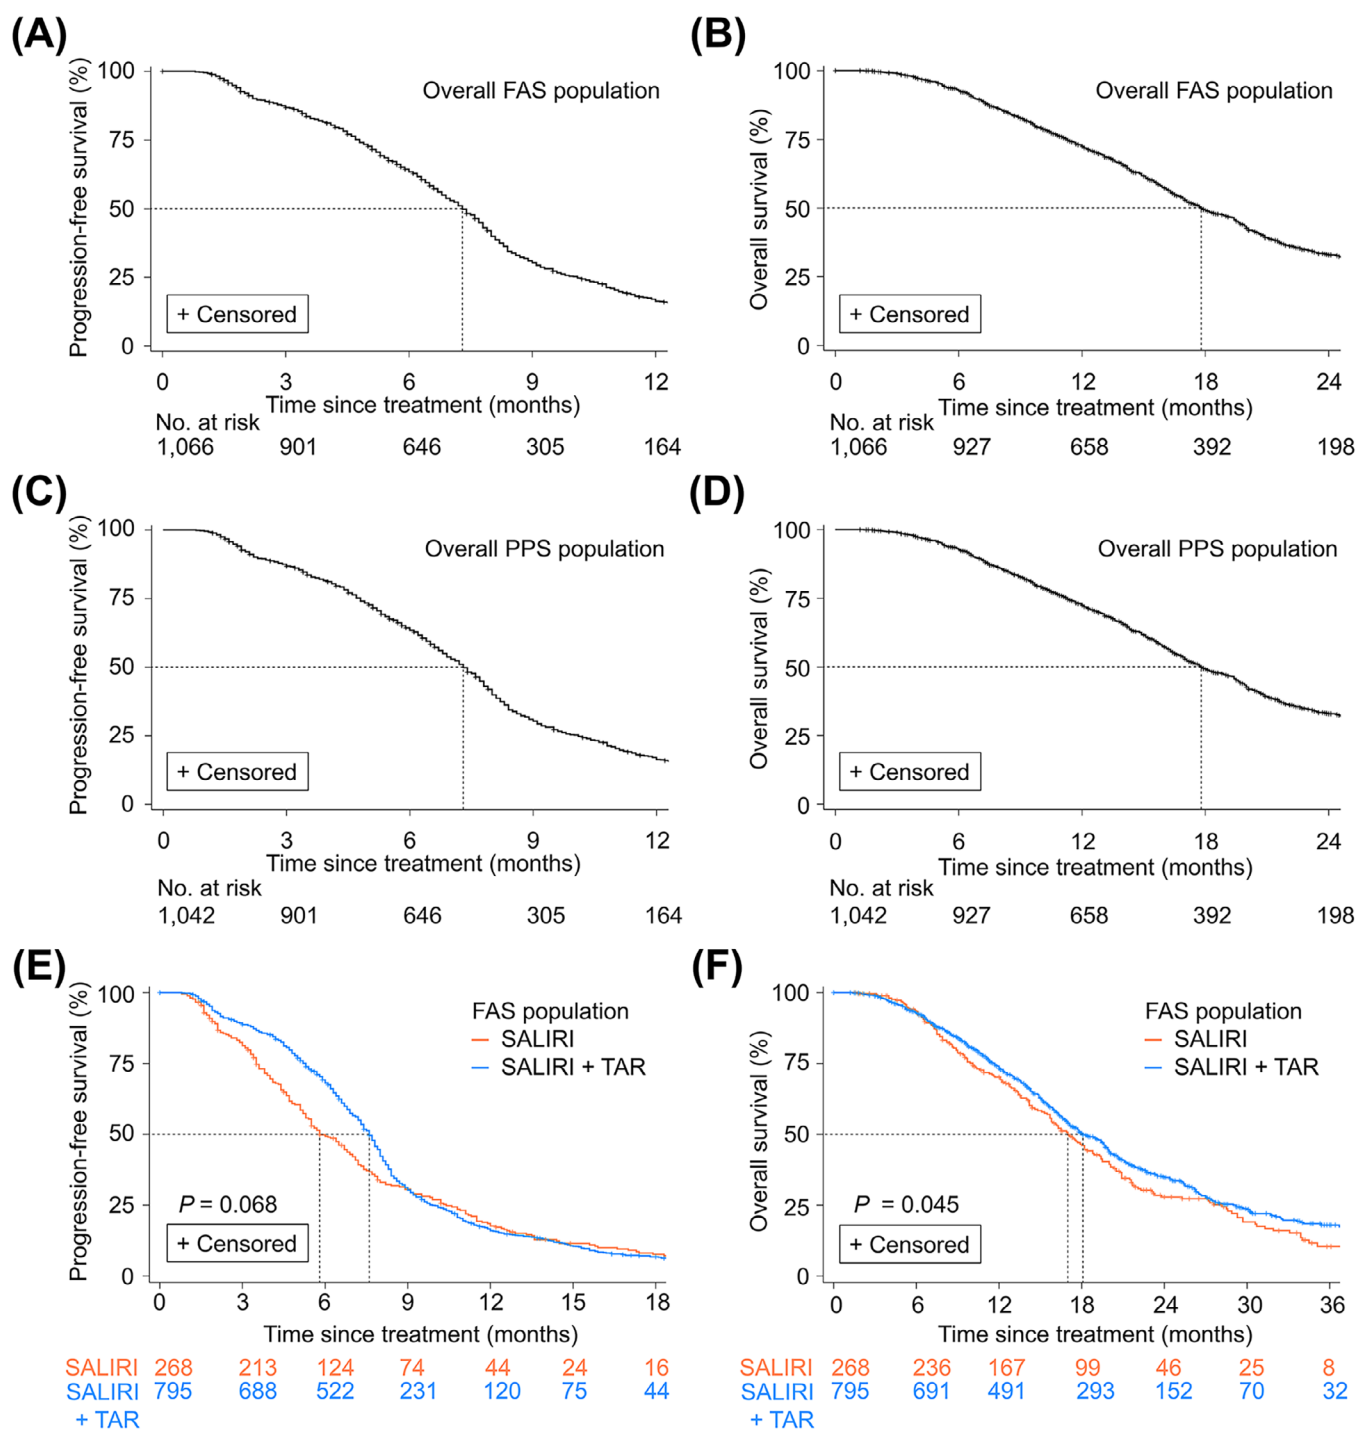 (A)
Progression-free survival (%)
100
75
50
25
0
Overall FAS population
+ Censored
0 3 6 9 12
Time since treatment (months)
No. at risk
1,066 901 646 305 164
(B)
Overall survival (%)
100
75
50
25
0
Overall FAS population
+ Censored
0 6 12 18 24
Time since treatment (months)
No. at risk
1,066 927 658 392 198
(C)
Progression-free survival (%)
100
75
50
25
0
Overall PPS population
+ Censored
0 3 6 9 12
Time since treatment (months)
No. at risk
1,042 901 646 305 164
(D)
Overall survival (%)
100
75
50
25
0
Overall PPS population
+ Censored
0 6 12 18 24
Time since treatment (months)
No. at risk
1,042 927 658 392 198
(E)
Progression-free survival (%)
100
75
50
25
0
FAS population
SALIRI
SALIRI + TAR
P = 0.068
+ Censored
0 3 6 9 12 15 18
Time since treatment (months)
SALIRI 268 213 124 74 44 24 16
SALIRI 795 688 522 231 120 75 44
+ TAR
(F)
Overall survival (%)
100
75
50
25
0
FAS population
SALIRI
SALIRI + TAR
P = 0.045
+ Censored
0 6 12 18 24 30 36
Time since treatment (months)
SALIRI 268 236 167 99 46 25 8
SALIRI 795 691 491 293 152 70 32
+ TAR